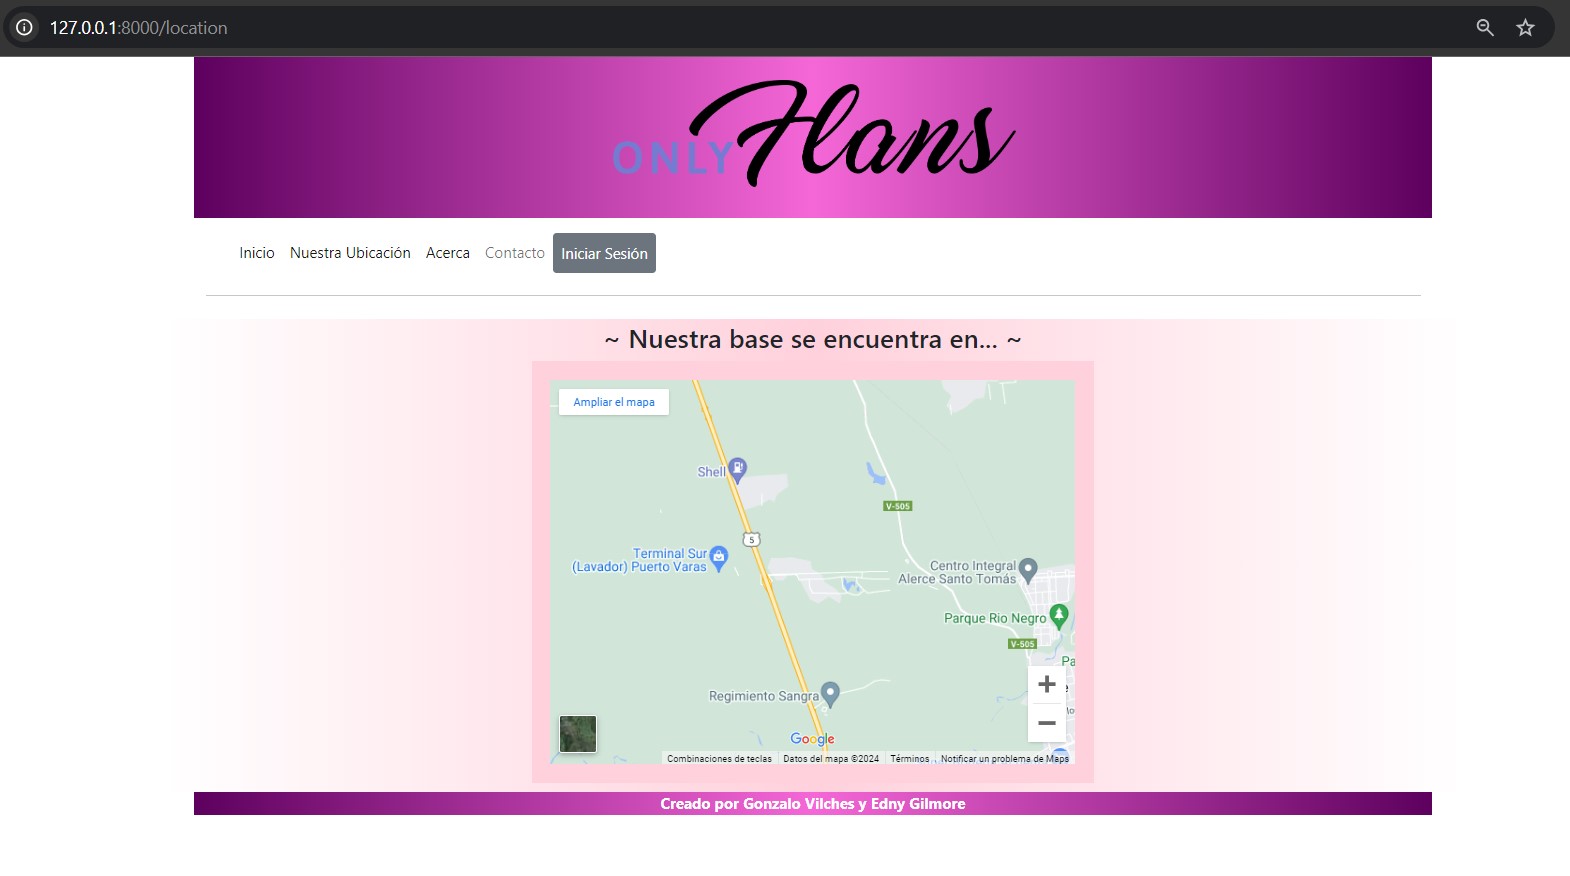 127.0.0.1:8000/location
ONLY Flans
Inicio Nuestra Ubicación Acerca Contacto Iniciar Sesión
~ Nuestra base se encuentra en... ~
Ampliar el mapa
Shell
V-505
5
Terminal Sur
(Lavador) Puerto Varas
Centro Integral
Alerce Santo Tomás
Parque Rio Negro
V-505
Pa
Regimiento Sangra
Google
Combinaciones de teclas Datos del mapa ©2024 Términos Notificar un problema de Maps
Creado por Gonzalo Vilches y Edny Gilmore